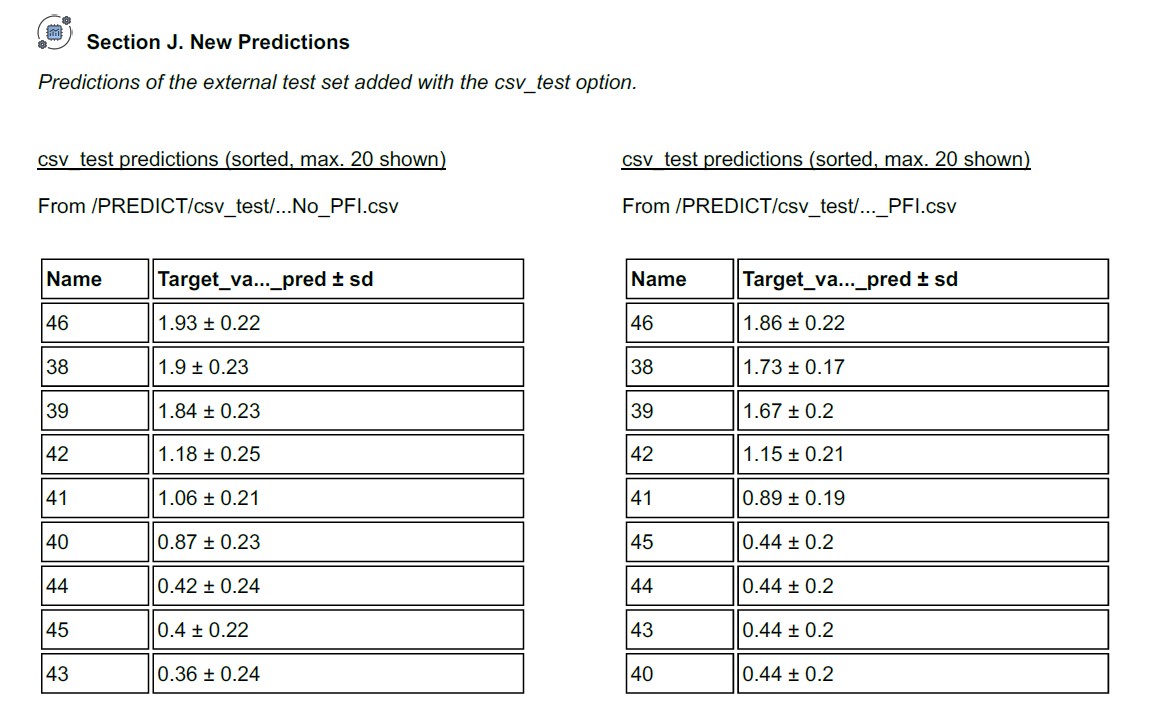 Section J. New Predictions
Predictions of the external test set added with the csv_test option.
csv_test predictions (sorted, max. 20 shown)
From /PREDICT/csv_test/...No_PFI.csv
Name Target_va..._pred ± sd
46 1.93 ± 0.22
38 1.9 ± 0.23
39 1.84 ± 0.23
42 1.18 ± 0.25
41 1.06 ± 0.21
40 0.87 ± 0.23
44 0.42 ± 0.24
45 0.4 ± 0.22
43 0.36 ± 0.24
csv_test predictions (sorted, max. 20 shown)
From /PREDICT/csv_test/..._PFI.csv
Name Target_va..._pred ± sd
46 1.86 ± 0.22
38 1.73 ± 0.17
39 1.67 ± 0.2
42 1.15 ± 0.21
41 0.89 ± 0.19
45 0.44 ± 0.2
44 0.44 ± 0.2
43 0.44 ± 0.2
40 0.44 ± 0.2